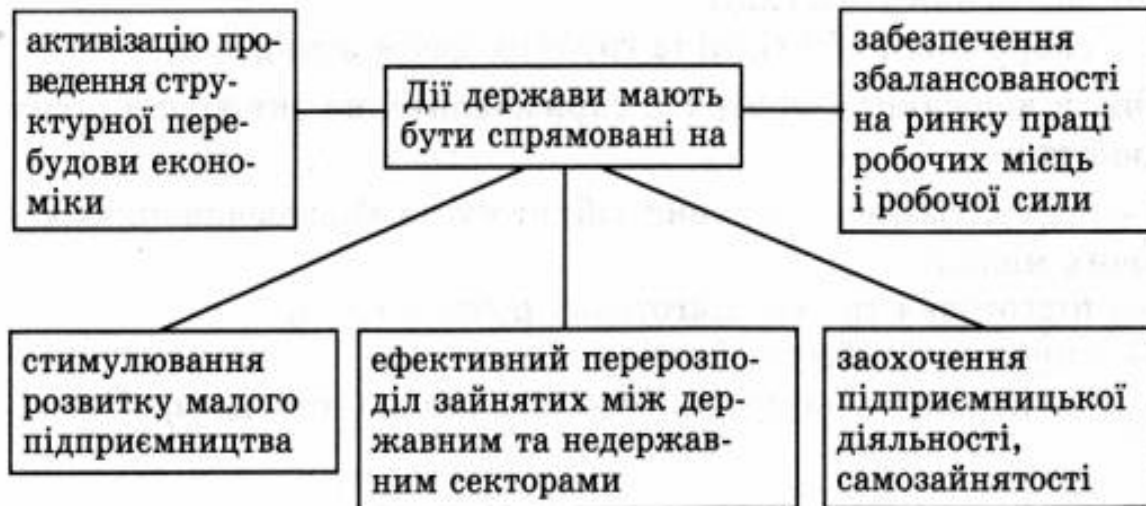 активізацію про-
ведення стру-
ктурної пере-
будови еконо-
міки
Дії держави мають
бути спрямовані на
забезпечення
збалансованості
на ринку праці
робочих місць
і робочої сили
стимулювання
розвитку малого
підприємництва
ефективний перерозпо-
діл зайнятих між дер-
жавним та недержав-
ним секторами
заохочення
підприємницької
діяльності,
самозайнятості